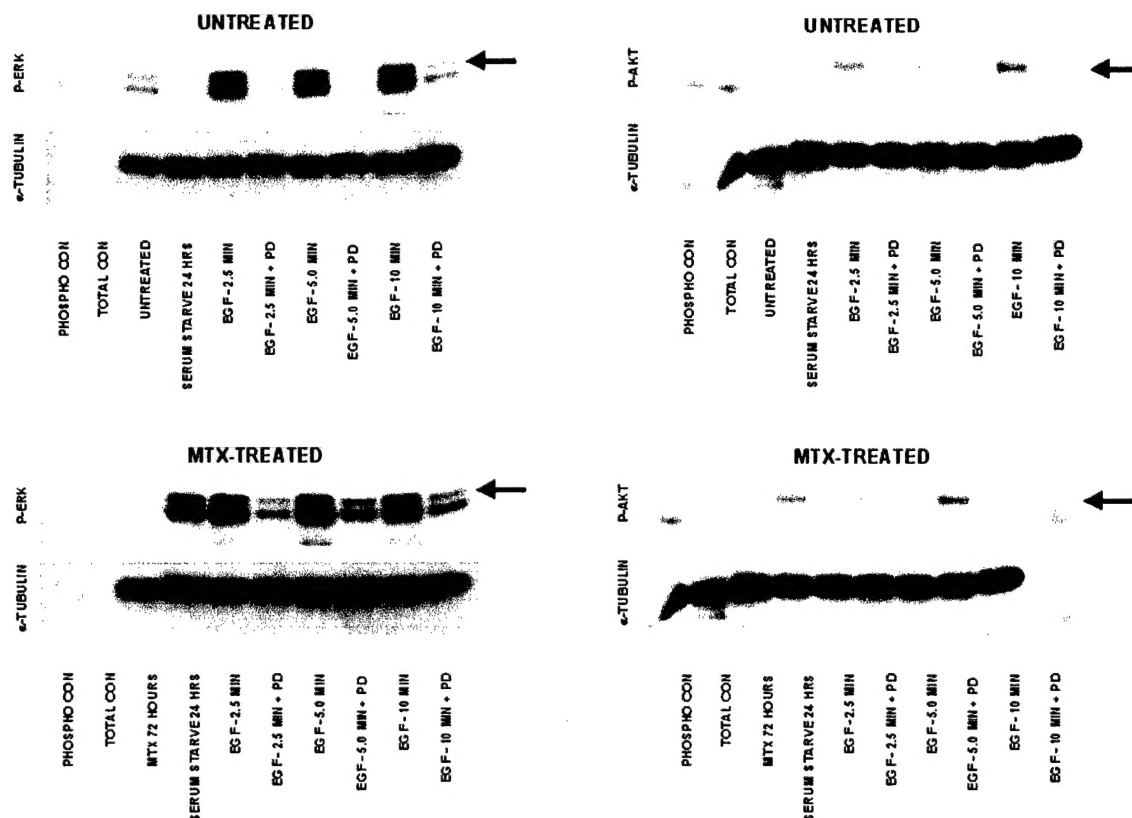 UNTREATED
P-ERK
α-TUBULIN
PHOSPHO CON
TOTAL CON
UNTREATED
SERUM STARVE 24 HRS
EGF-2.5 MIN
EGF-2.5 MIN + PD
EGF-5.0 MIN
EGF-5.0 MIN + PD
EGF-10 MIN
EGF-10 MIN + PD
UNTREATED
P-AKT
α-TUBULIN
PHOSPHO CON
TOTAL CON
UNTREATED
SERUM STARVE 24 HRS
EGF-2.5 MIN
EGF-2.5 MIN + PD
EGF-5.0 MIN
EGF-5.0 MIN + PD
EGF-10 MIN
EGF-10 MIN + PD
MTX-TREATED
P-ERK
α-TUBULIN
PHOSPHO CON
TOTAL CON
MTX 72 HOURS
SERUM STARVE 24 HRS
EGF-2.5 MIN
EGF-2.5 MIN + PD
EGF-5.0 MIN
EGF-5.0 MIN + PD
EGF-10 MIN
EGF-10 MIN + PD
MTX-TREATED
P-AKT
α-TUBULIN
PHOSPHO CON
TOTAL CON
MTX 72 HOURS
SERUM STARVE 24 HRS
EGF-2.5 MIN
EGF-2.5 MIN + PD
EGF-5.0 MIN
EGF-5.0 MIN + PD
EGF-10 MIN
EGF-10 MIN + PD